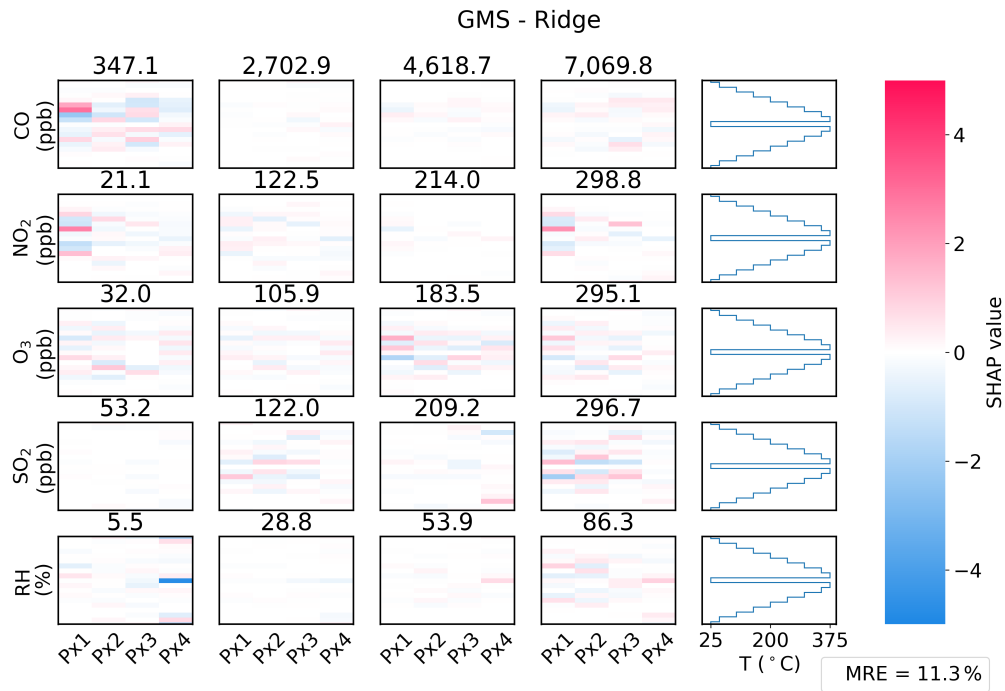 GMS - Ridge
347.1 2,702.9 4,618.7 7,069.8
CO
(ppb)
21.1 122.5 214.0 298.8
NO₂
(ppb)
32.0 105.9 183.5 295.1
O₃
(ppb)
53.2 122.0 209.2 296.7
SO₂
(ppb)
5.5 28.8 53.9 86.3
RH
(%)
Px1 Px2 Px3 Px4 Px1 Px2 Px3 Px4 Px1 Px2 Px3 Px4 Px1 Px2 Px3 Px4
25 200 375
T (°C)
4
2
0
−2
−4
SHAP value
MRE = 11.3 %